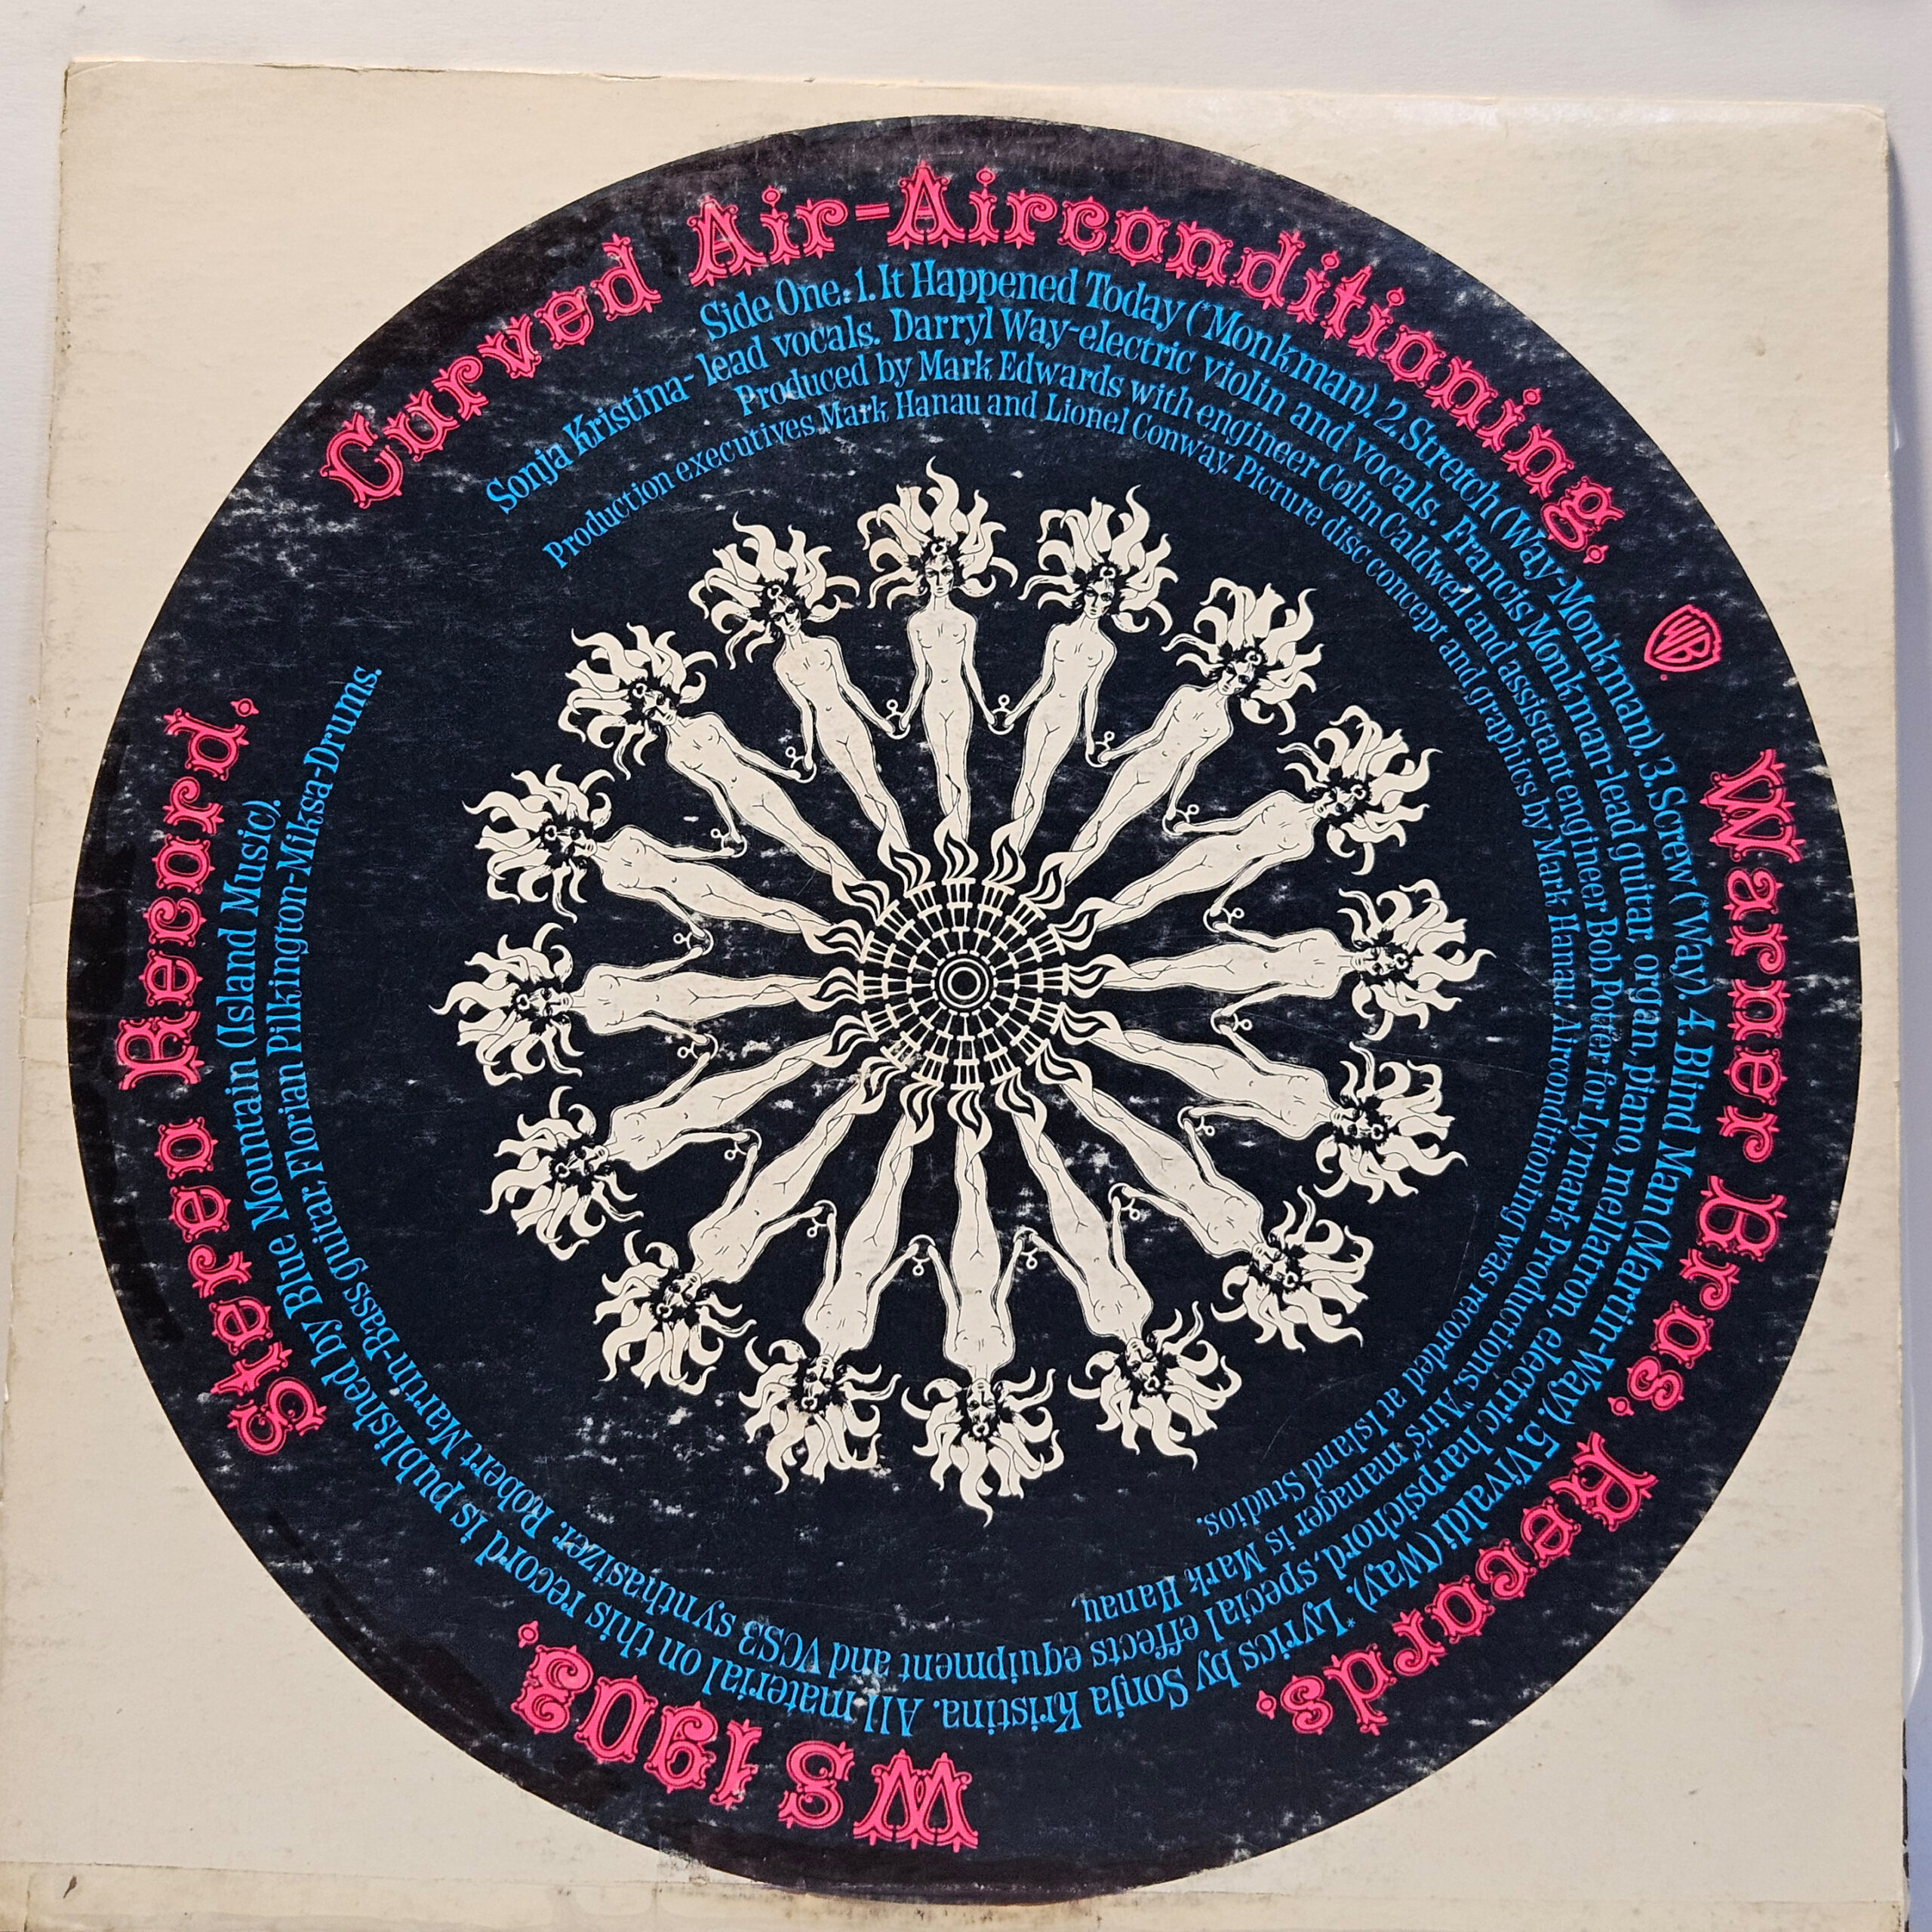 Curved Air-Airconditioning.
WB
Warner Bros. Records.
WS 1903.
Stereo Record.
Side One: 1. It Happened Today (*Monkman). 2. Stretch (Way-Monkman). 3. Screw (*Way). 4. Blind Man (Martin-Way). 5. Vivaldi (Way). *Lyrics by Sonja Kristina. All material on this record is published by Blue Mountain (Island Music).
Sonja Kristina- lead vocals. Darryl Way-electric violin and vocals. Francis Monkman-lead guitar, organ, piano, mellatron, electric harpsichord, special effects equipment and VCS3 synthasizer. Robert Martin-Bass guitar. Florian Pilkington-Miksa-Drums.
Produced by Mark Edwards with engineer Colin Caldwell and assistant engineer Bob Potter for Lymark Productions. "Airs" manager is Mark Hanau,
Production executives Mark Hanau and Lionel Conway. Picture disc concept and graphics by Mark Hanau. Airconditioning was recorded at Island Studios.